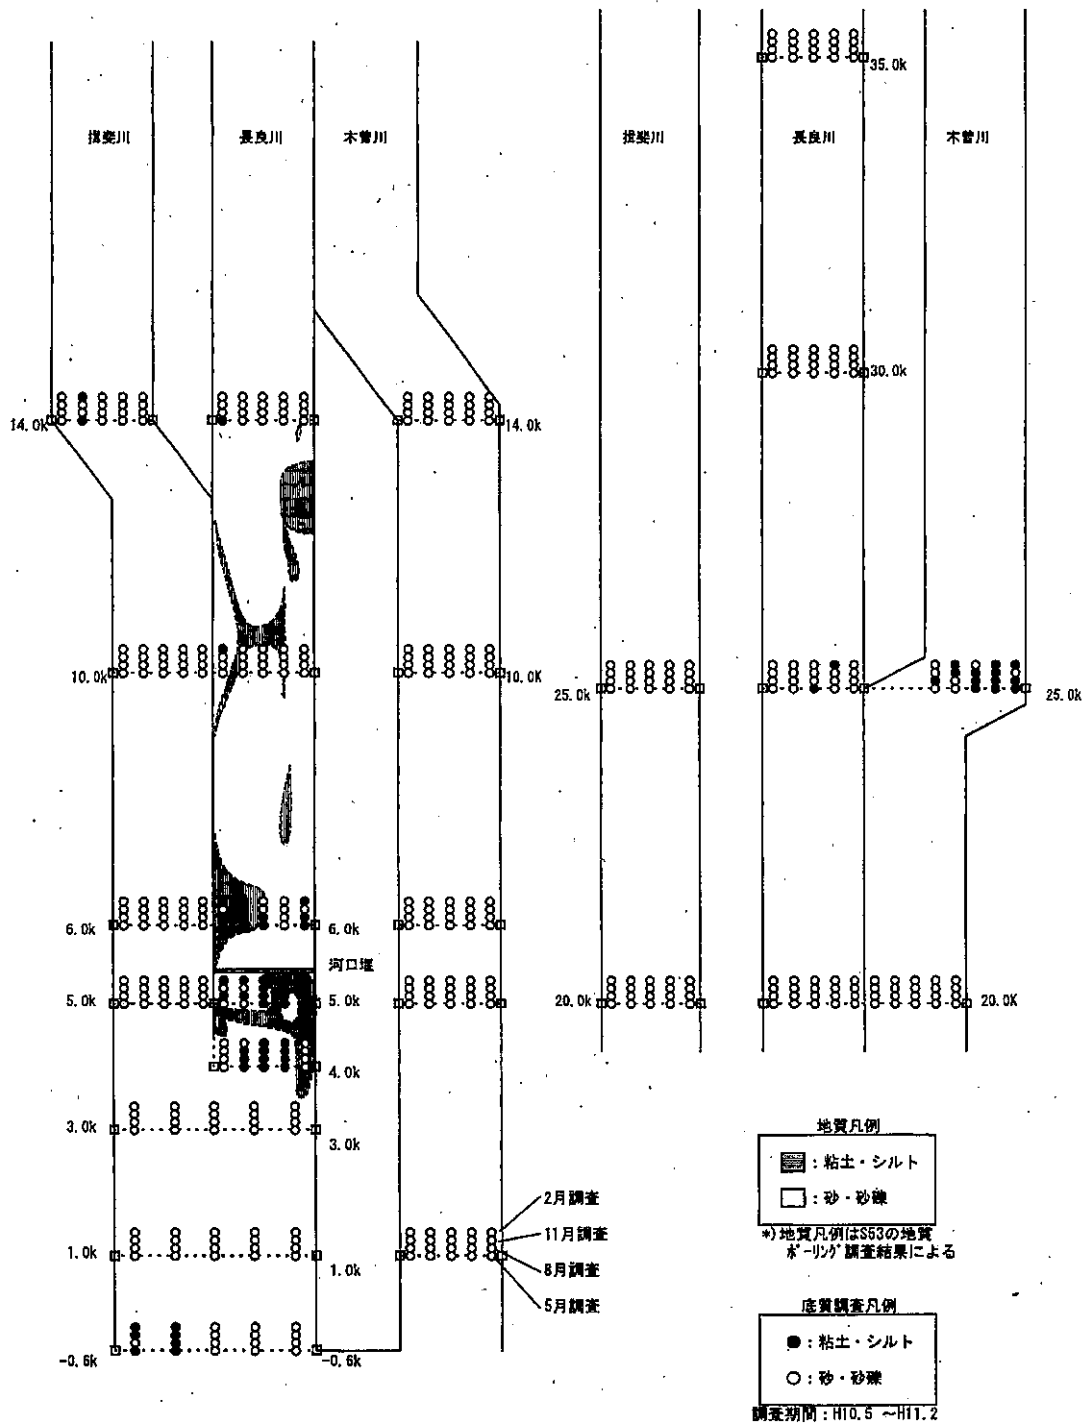 35.0k
揖斐川
長良川
木曽川
揖斐川
長良川
木曽川
30.0k
14.0k
14.0k
10.0k
10.0K
25.0k
25.0k
6.0k
6.0k
河口堰
5.0k
5.0k
20.0k
20.0K
4.0k
3.0k
3.0k
2月調査
11月調査
8月調査
5月調査
1.0k
1.0k
-0.6k
-0.6k
地質凡例
:粘土・シルト
:砂・砂礫
*)地質凡例はS53の地質
ボーリング調査結果による
底質調査凡例
●:粘土・シルト
○:砂・砂礫
調査期間:H10.5 ~H11.2